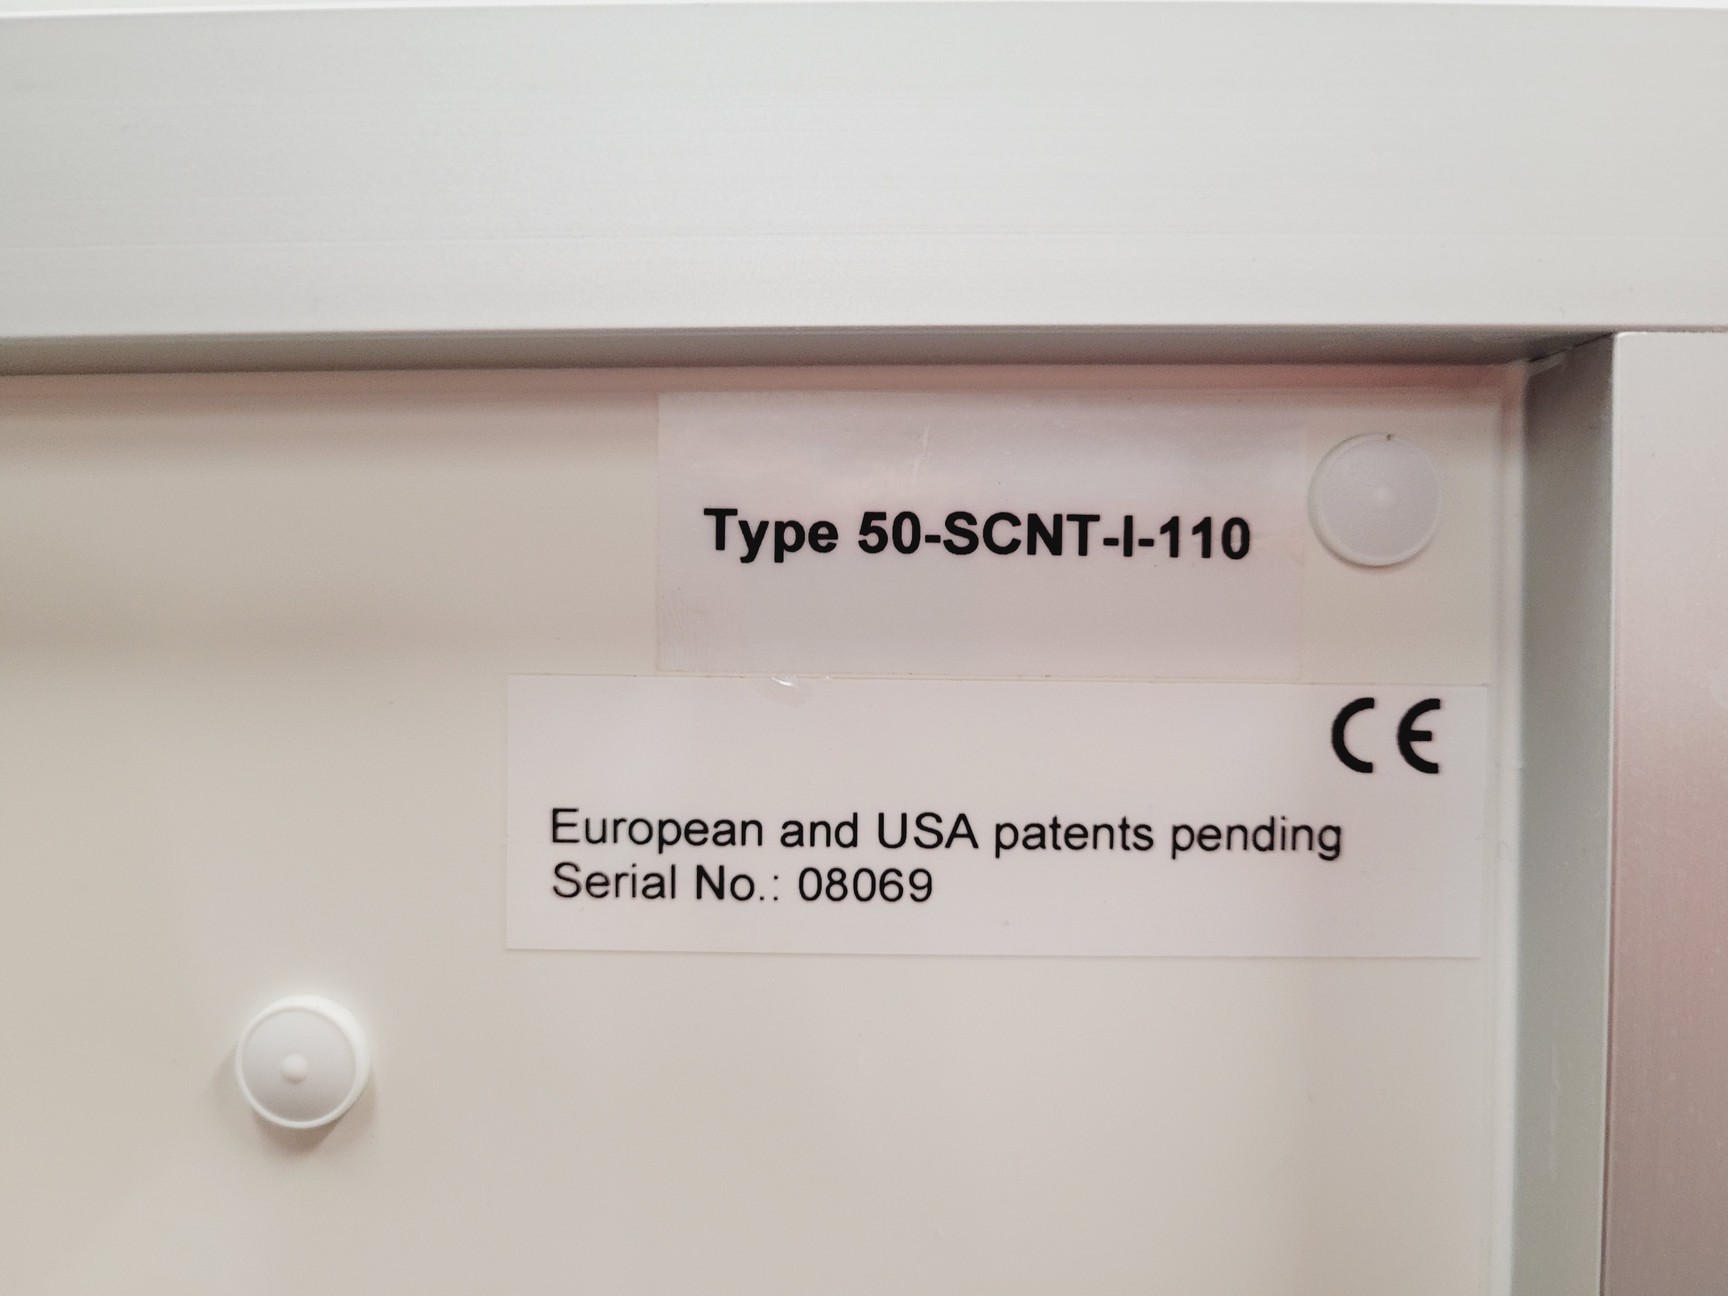 Type 50-SCNT-I-110
CE
European and USA patents pending
Serial No.: 08069